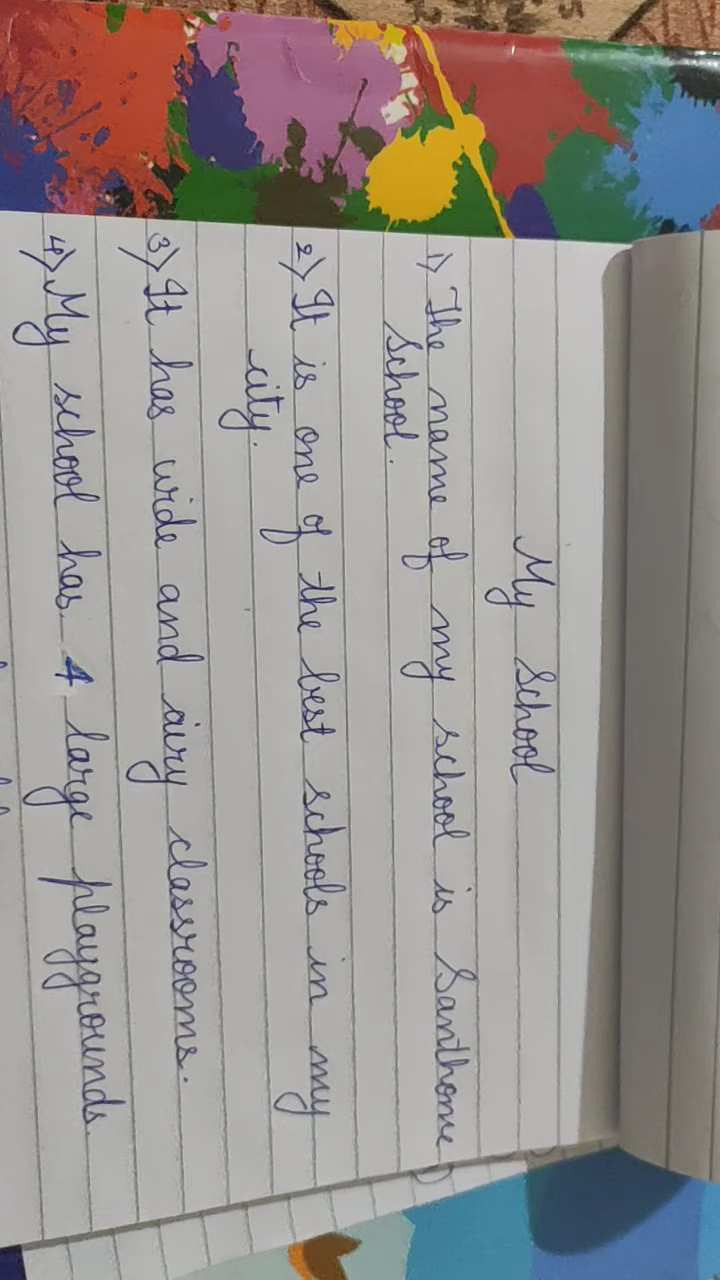 My School
1) The name of my school is Santhome
School.
2) It is one of the best schools in my
city.
3) It has wide and airy classrooms.
4) My school has 4 large playgrounds.